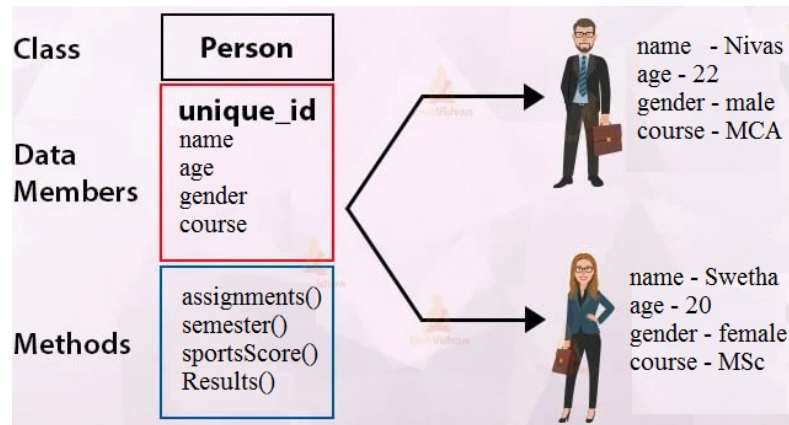 Class
Person
Data
Members
unique_id
name
age
gender
course
Methods
assignments()
semester()
sportsScore()
Results()
name - Nivas
age - 22
gender - male
course - MCA
name - Swetha
age - 20
gender - female
course - MSc